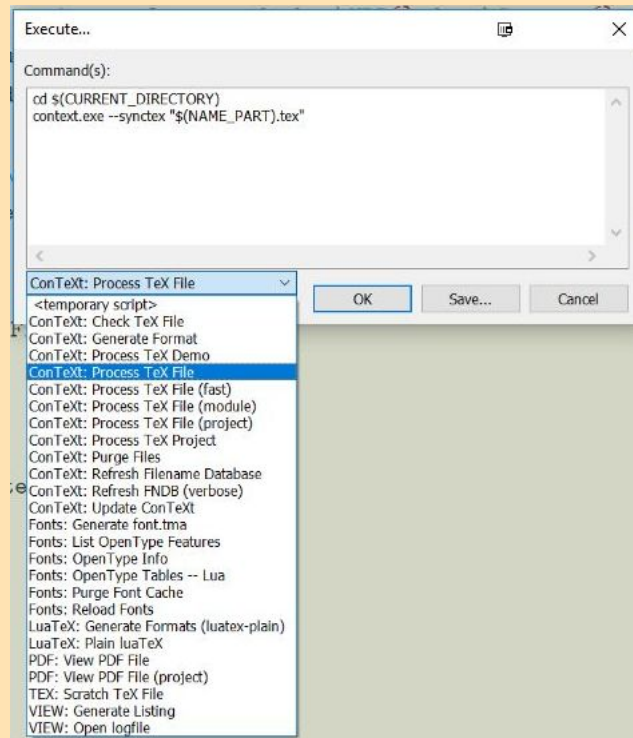 Execute...
Command(s):
cd $(CURRENT_DIRECTORY)
context.exe --synctex "$(NAME_PART).tex"
ConTeXt: Process TeX File
OK
Save...
Cancel
<temporary script>
ConTeXt: Check TeX File
ConTeXt: Generate Format
ConTeXt: Process TeX Demo
ConTeXt: Process TeX File
ConTeXt: Process TeX File (fast)
ConTeXt: Process TeX File (module)
ConTeXt: Process TeX File (project)
ConTeXt: Process TeX Project
ConTeXt: Purge Files
ConTeXt: Refresh Filename Database
ConTeXt: Refresh FNDB (verbose)
ConTeXt: Update ConTeXt
Fonts: Generate font.tma
Fonts: List OpenType Features
Fonts: OpenType Info
Fonts: OpenType Tables -- Lua
Fonts: Purge Font Cache
Fonts: Reload Fonts
LuaTeX: Generate Formats (luatex-plain)
LuaTeX: Plain luaTeX
PDF: View PDF File
PDF: View PDF File (project)
TEX: Scratch TeX File
VIEW: Generate Listing
VIEW: Open logfile